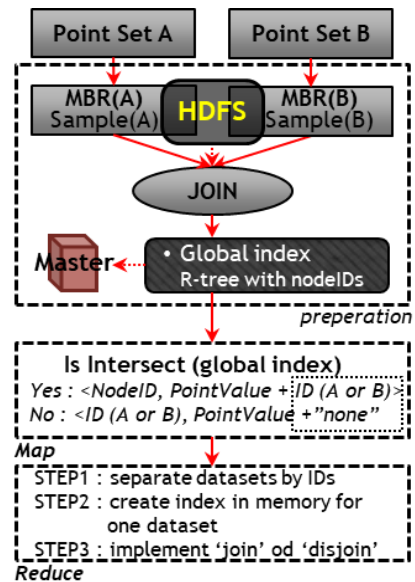 Point Set A
Point Set B
MBR(A)
Sample(A)
HDFS
MBR(B)
Sample(B)
JOIN
Master
• Global index
R-tree with nodeIDs
preperation
Is Intersect (global index)
Yes : <NodeID, PointValue + ID (A or B)>
No : <ID (A or B), PointValue +”none”
Map
STEP1 : separate datasets by IDs
STEP2 : create index in memory for
one dataset
STEP3 : implement ‘join’ od ‘disjoin’
Reduce